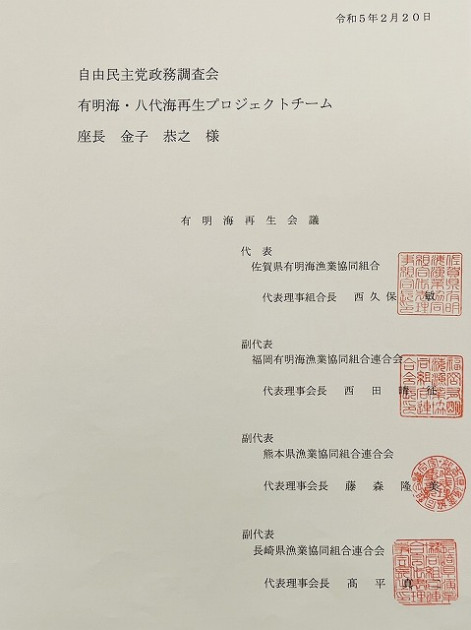 令和５年２月２０日
自由民主党政務調査会
有明海・八代海再生プロジェクトチーム
座長　金子　恭之　様
有明海再生会議
代表
佐賀県有明海漁業協同組合
代表理事組合長　西久保　敏
副代表
福岡有明海漁業協同組合連合会
代表理事会長　西田　晴征
副代表
熊本県漁業協同組合連合会
代表理事会長　藤森　隆美
副代表
長崎県漁業協同組合連合会
代表理事会長　髙平　真二